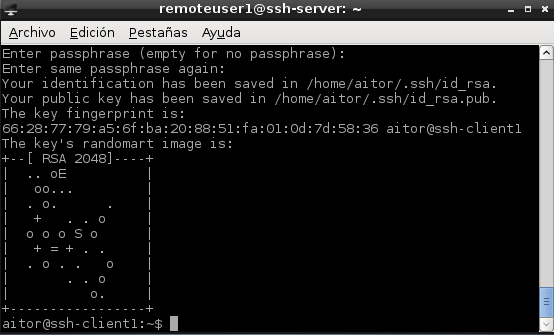 remoteuser1@ssh-server: ~
Archivo Edición Pestañas Ayuda
Enter passphrase (empty for no passphrase):
Enter same passphrase again:
Your identification has been saved in /home/aitor/.ssh/id_rsa.
Your public key has been saved in /home/aitor/.ssh/id_rsa.pub.
The key fingerprint is:
66:28:77:79:a5:6f:ba:20:88:51:fa:01:0d:7d:58:36 aitor@ssh-client1
The key's randomart image is:
+--[ RSA 2048]----+
|  .. oE          |
|   oo...         |
|  . o.      .    |
|   +   . . o     |
|  o o o S o      |
|   + = + . .     |
|  . o . .   o    |
|       . . o     |
|          o.     |
+-----------------+
aitor@ssh-client1:~$